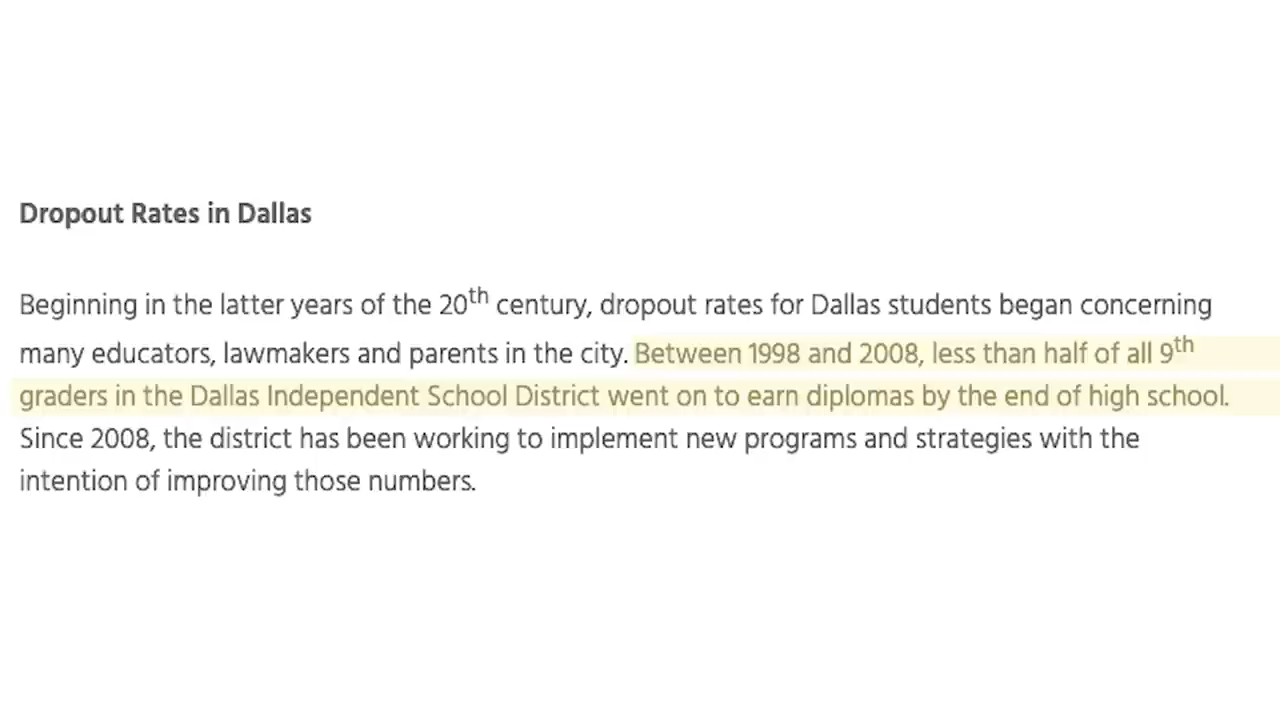 Dropout Rates in Dallas
Beginning in the latter years of the 20th century, dropout rates for Dallas students began concerning
many educators, lawmakers and parents in the city. Between 1998 and 2008, less than half of all 9th
graders in the Dallas Independent School District went on to earn diplomas by the end of high school.
Since 2008, the district has been working to implement new programs and strategies with the
intention of improving those numbers.